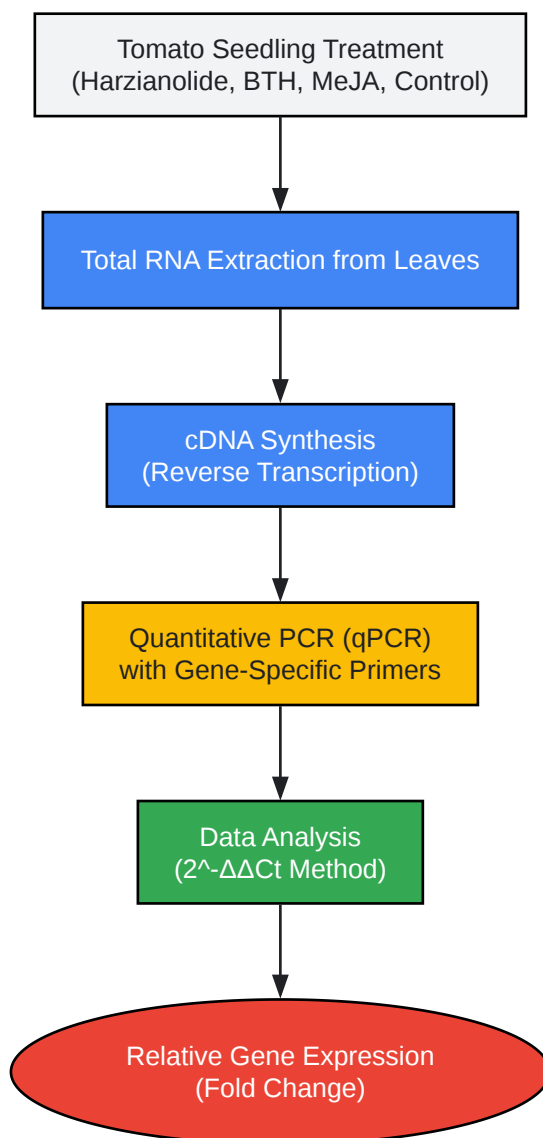 Tomato Seedling Treatment
(Harzianolide, BTH, MeJA, Control)
Total RNA Extraction from Leaves
cDNA Synthesis
(Reverse Transcription)
Quantitative PCR (qPCR)
with Gene-Specific Primers
Data Analysis
(2^-ΔΔCt Method)
Relative Gene Expression
(Fold Change)